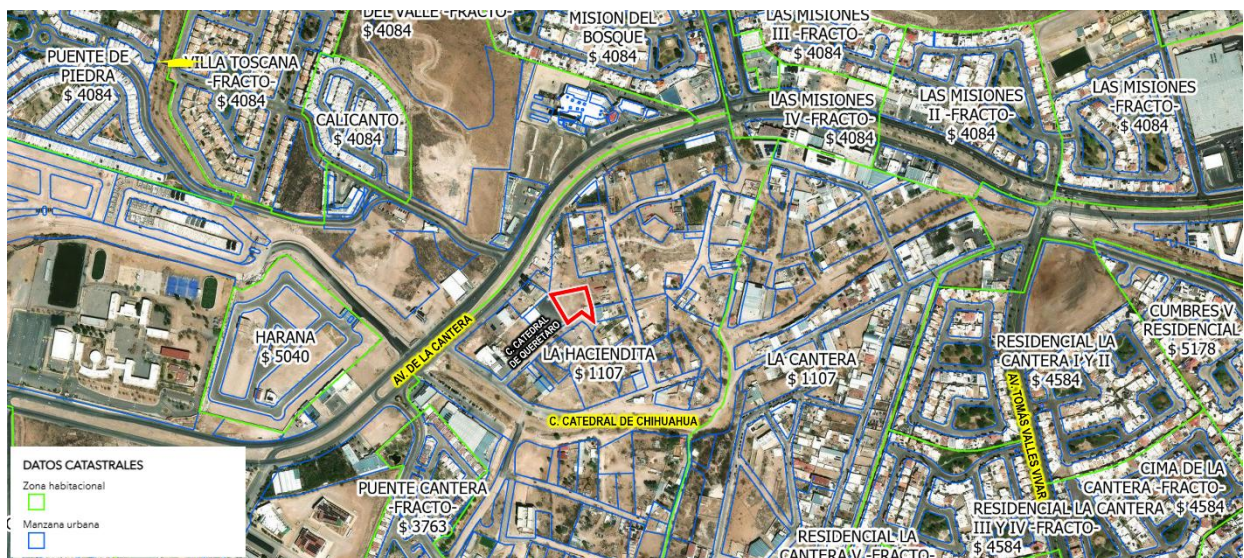 DEL VALLE -FRACTO-
$ 4084
MISION DEL
BOSQUE
$ 4084
LAS MISIONES
III -FRACTO-
$ 4084
PUENTE DE
PIEDRA
$ 4084
VILLA TOSCANA
-FRACTO-
$ 4084
CALICANTO
$ 4084
LAS MISIONES
IV -FRACTO-
$ 4084
LAS MISIONES
II -FRACTO-
$ 4084
LAS MISIONES
-FRACTO-
$ 4084
HARANA
$ 5040
AV. DE LA CANTERA
C. CATEDRAL
DE QUERETARO
LA HACIENDITA
$ 1107
LA CANTERA
$ 1107
RESIDENCIAL LA
CANTERA I Y II
$ 4584
CUMBRES V
RESIDENCIAL
$ 5178
C. CATEDRAL DE CHIHUAHUA
AV. TOMÁS VALLES VIVAR
PUENTE CANTERA
-FRACTO-
$ 3763
CIMA DE LA
CANTERA -FRACTO-
$ 4584
RESIDENCIAL LA CANTERA
III Y IV -FRACTO-
$ 4584
RESIDENCIAL LA
CANTERA V -FRACTO-
DATOS CATASTRALES
Zona habitacional
Manzana urbana